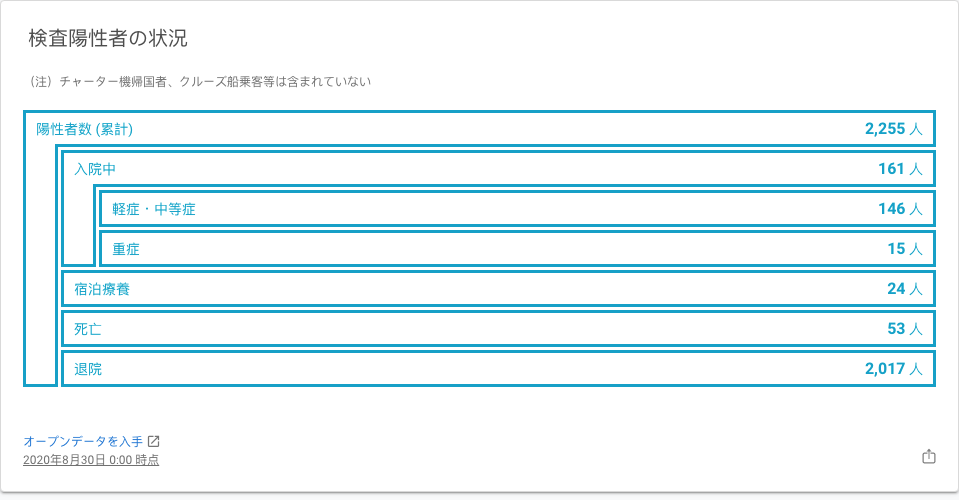 検査陽性者の状況
（注）チャーター機帰国者、クルーズ船乗客等は含まれていない
陽性者数 (累計) 2,255 人
入院中 161 人
軽症・中等症 146 人
重症 15 人
宿泊療養 24 人
死亡 53 人
退院 2,017 人
オープンデータを入手
2020年8月30日 0:00 時点